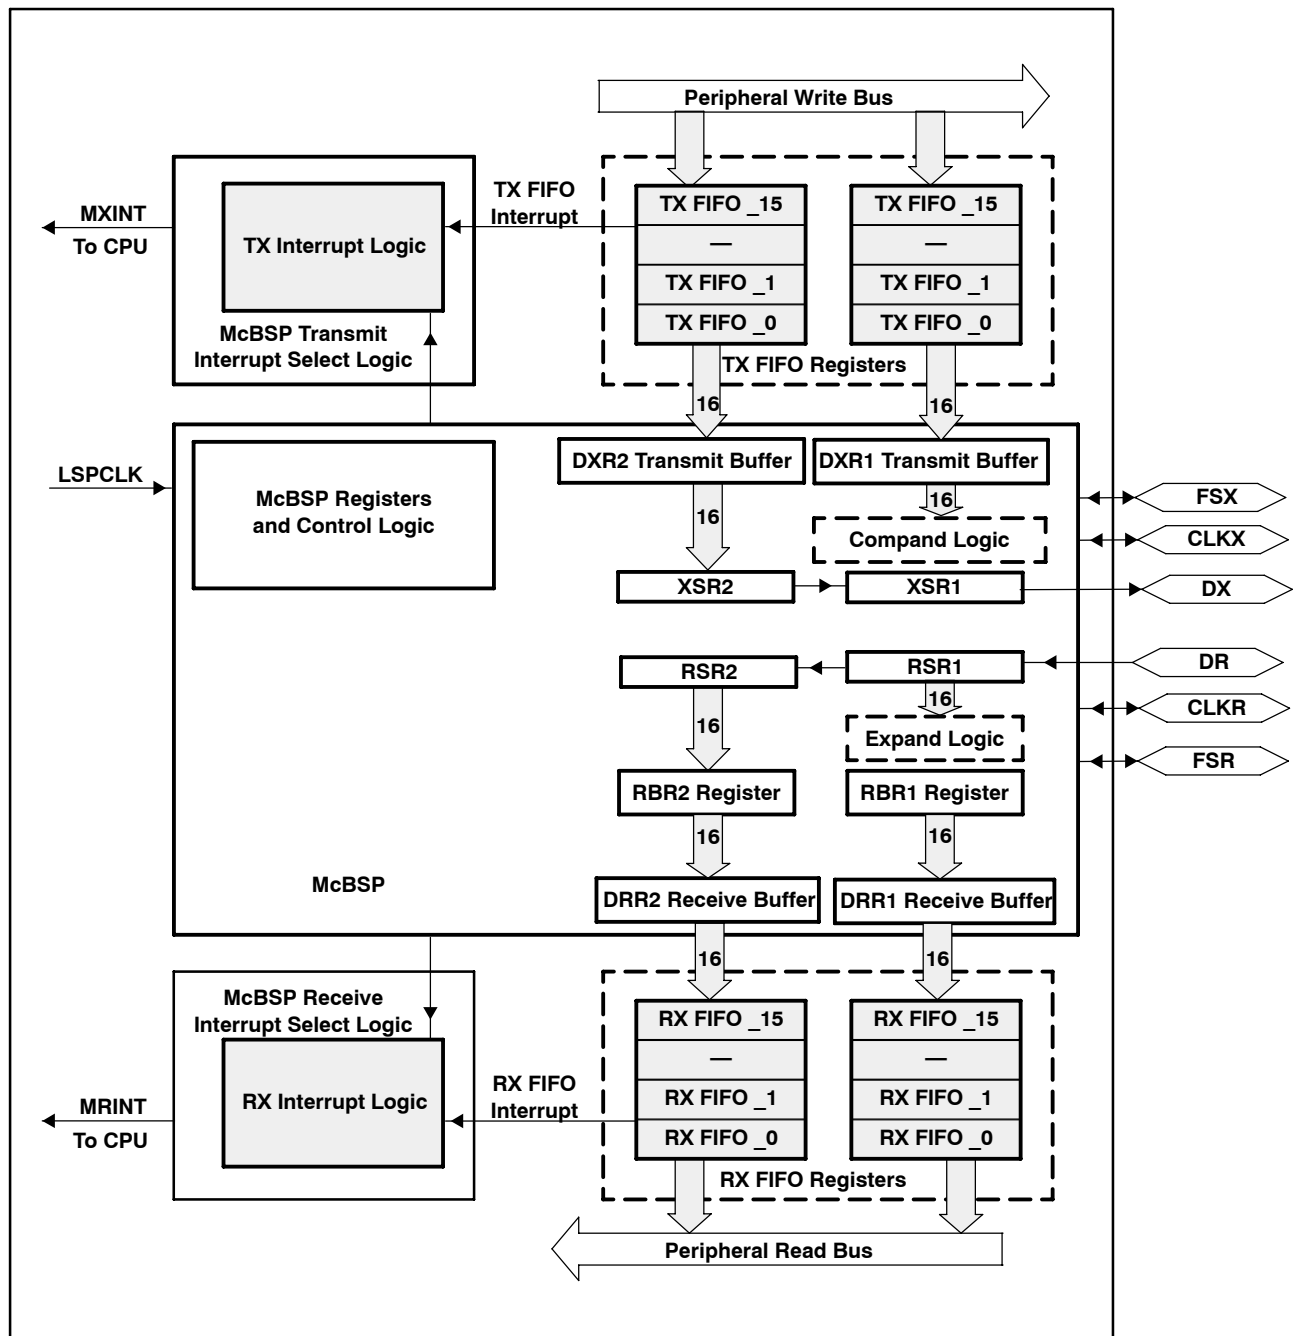 Peripheral Write Bus
MXINT
To CPU
TX Interrupt Logic
McBSP Transmit
Interrupt Select Logic
TX FIFO
Interrupt
TX FIFO _15
—
TX FIFO _1
TX FIFO _0
TX FIFO _15
—
TX FIFO _1
TX FIFO _0
TX FIFO Registers
16
16
LSPCLK
McBSP Registers
and Control Logic
DXR2 Transmit Buffer
DXR1 Transmit Buffer
16
16
Compand Logic
XSR2
XSR1
RSR2
RSR1
16
16
Expand Logic
RBR2 Register
RBR1 Register
16
16
McBSP
DRR2 Receive Buffer
DRR1 Receive Buffer
FSX
CLKX
DX
DR
CLKR
FSR
16
16
McBSP Receive
Interrupt Select Logic
RX Interrupt Logic
MRINT
To CPU
RX FIFO
Interrupt
RX FIFO _15
—
RX FIFO _1
RX FIFO _0
RX FIFO _15
—
RX FIFO _1
RX FIFO _0
RX FIFO Registers
Peripheral Read Bus